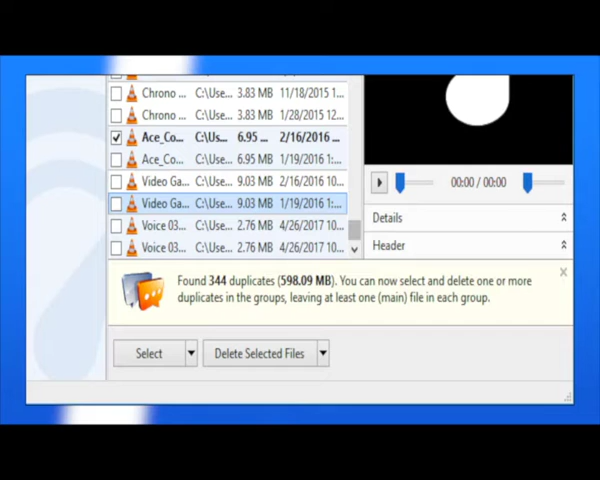 Chrono ... C:\Use... 3.83 MB 11/18/2015 1...
Chrono ... C:\Use... 3.83 MB 1/28/2015 12...
Ace_Co... C:\Us... 6.95 ... 2/16/2016 ...
Ace_Co... C:\Use... 6.95 MB 1/19/2016 1:...
Video Ga... C:\Use... 9.03 MB 2/16/2016 10...
Video Ga... C:\Use... 9.03 MB 1/19/2016 1:...
Voice 03... C:\Use... 2.76 MB 4/26/2017 10...
Voice 03... C:\Use... 2.76 MB 4/26/2017 10...
00:00 / 00:00
Details
Header
Found 344 duplicates (598.09 MB). You can now select and delete one or more
duplicates in the groups, leaving at least one (main) file in each group.
Select
Delete Selected Files